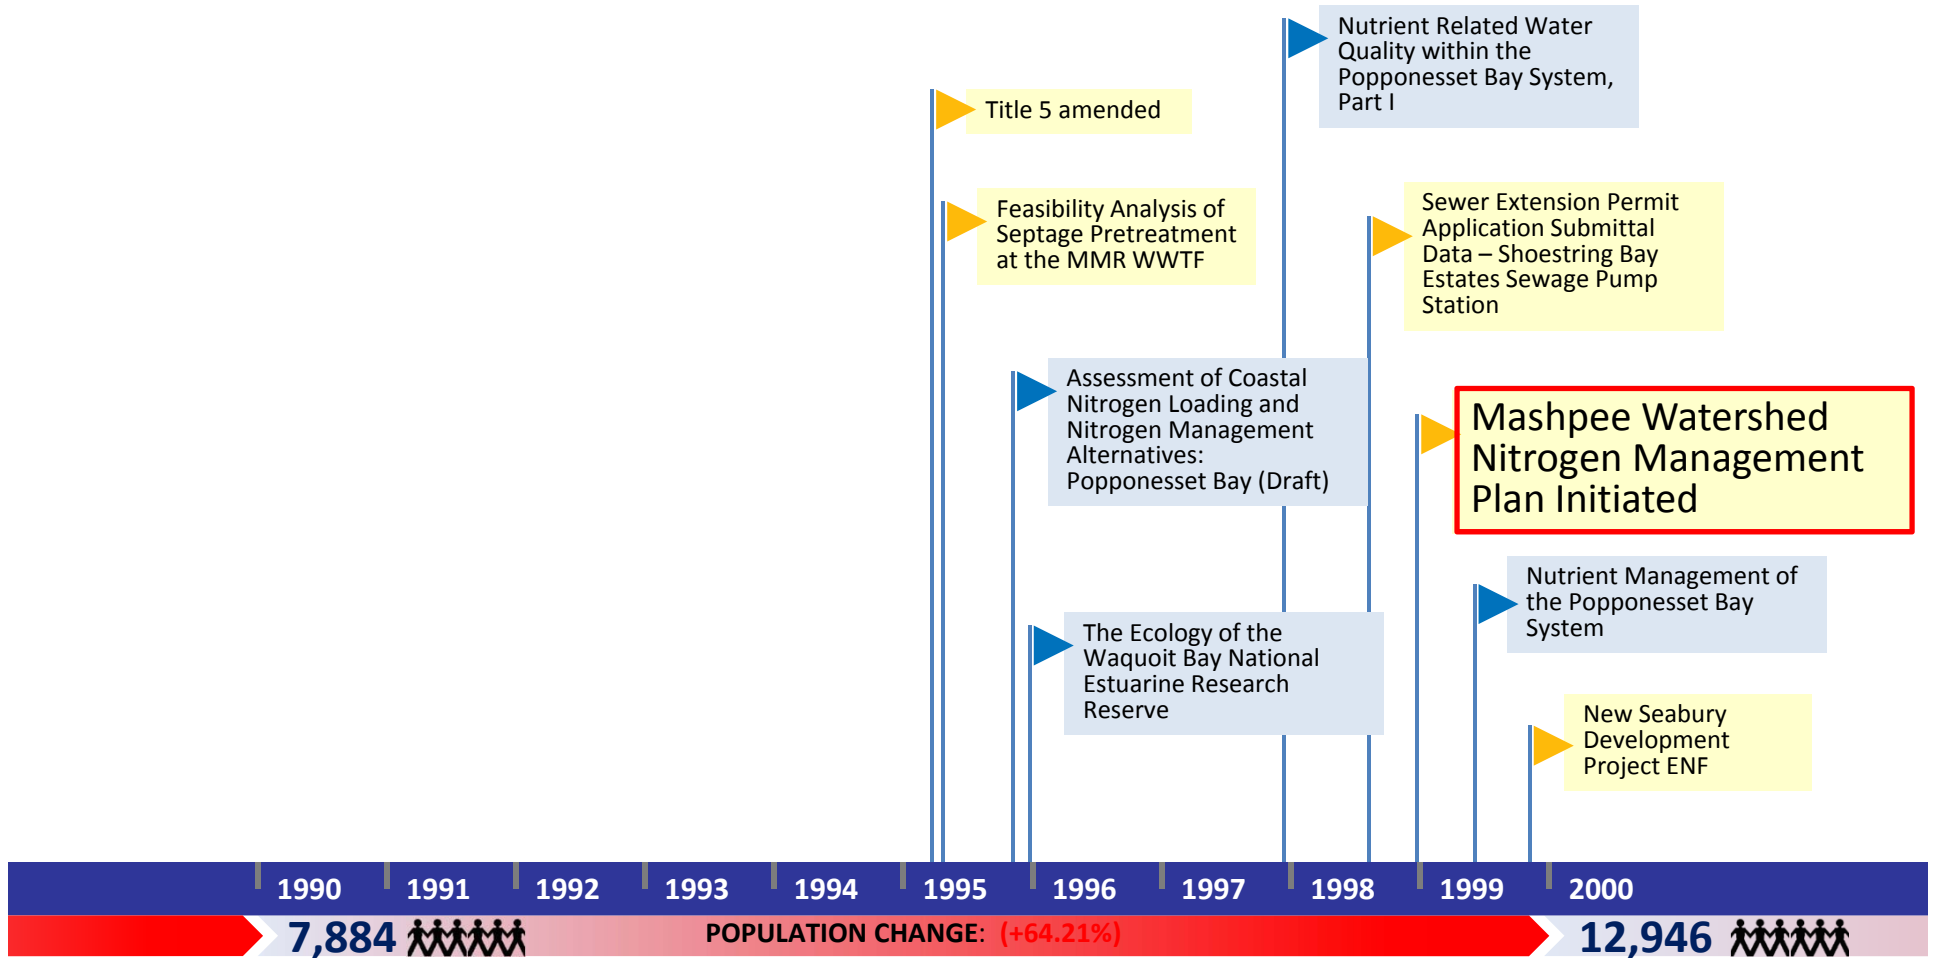 Nutrient Related Water
Quality within the
Popponesset Bay System,
Part I
Title 5 amended
Feasibility Analysis of
Septage Pretreatment
at the MMR WWTF
Sewer Extension Permit
Application Submittal
Data – Shoestring Bay
Estates Sewage Pump
Station
Assessment of Coastal
Nitrogen Loading and
Nitrogen Management
Alternatives:
Popponesset Bay (Draft)
Mashpee Watershed
Nitrogen Management
Plan Initiated
Nutrient Management of
the Popponesset Bay
System
The Ecology of the
Waquoit Bay National
Estuarine Research
Reserve
New Seabury
Development
Project ENF
1990 1991 1992 1993 1994 1995 1996 1997 1998 1999 2000
7,884 POPULATION CHANGE: (+64.21%) 12,946